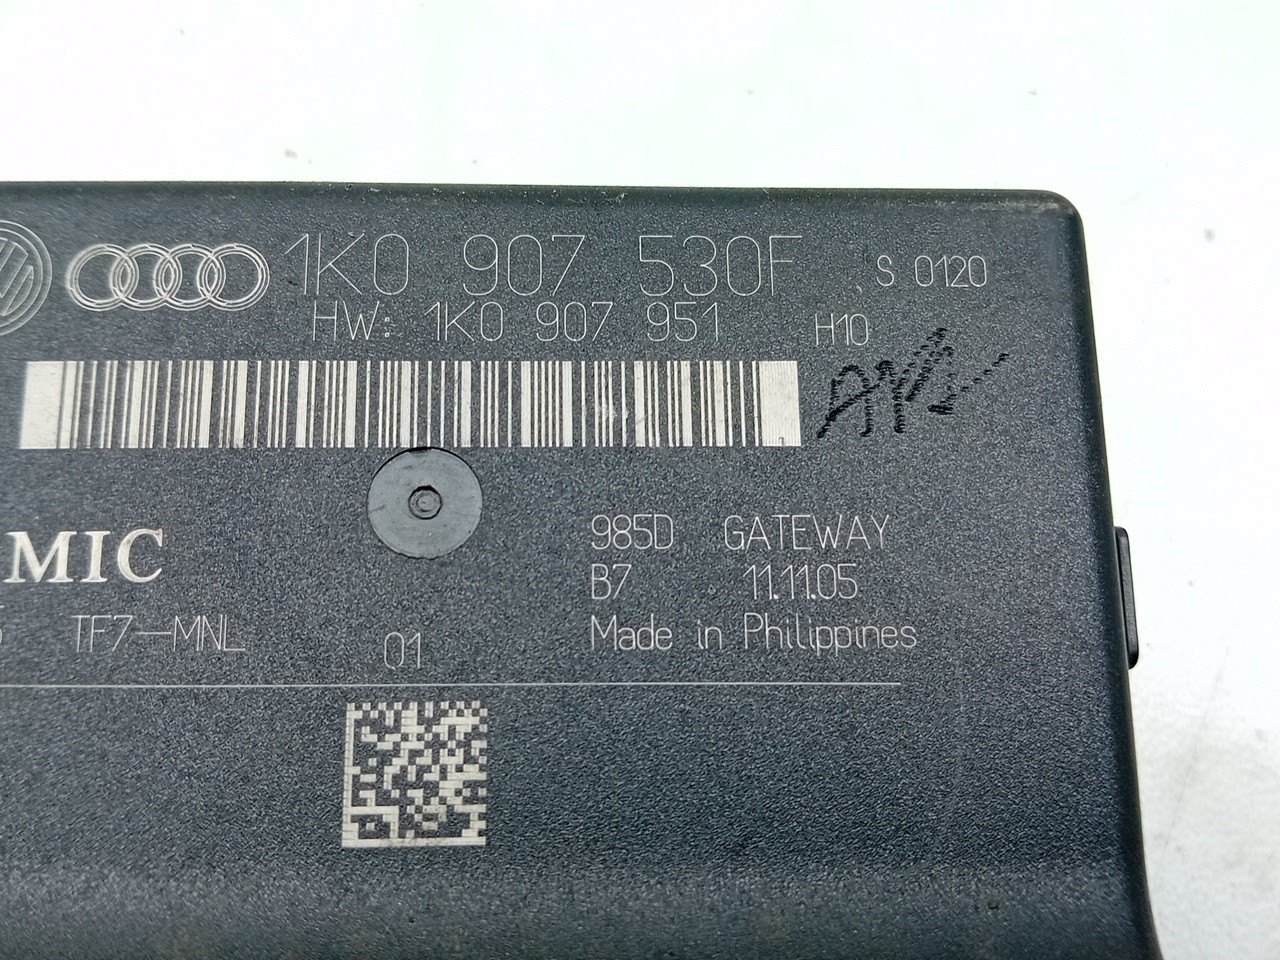 1K0 907 530F S 0120
HW: 1K0 907 951 H10
MIC 985D GATEWAY
B7 11.11.05
TF7-MNL 01 Made in Philippines